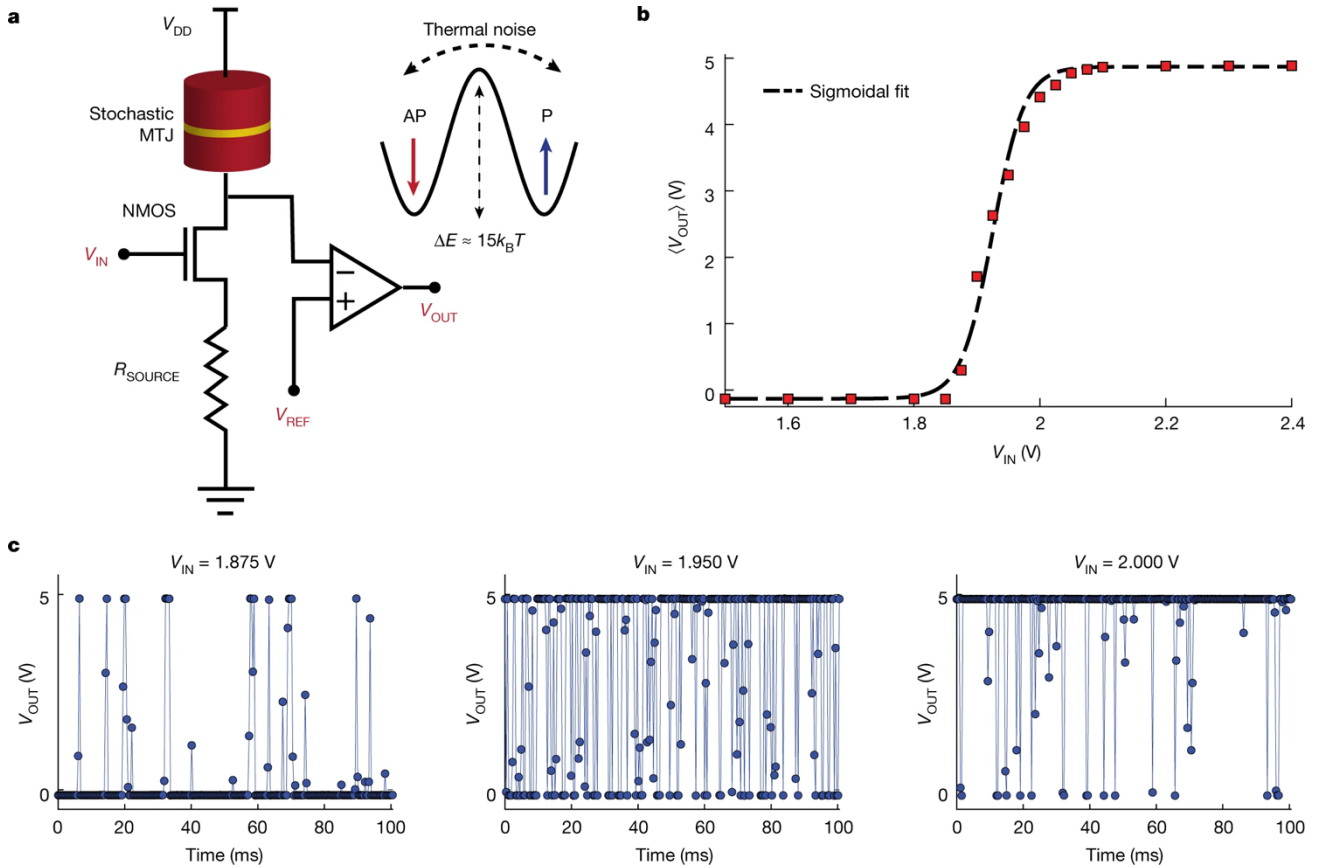 a
V_DD
Stochastic
MTJ
NMOS
V_IN
R_SOURCE
V_REF
V_OUT
−
+
Thermal noise
AP
P
ΔE ≈ 15k_BT
b
Sigmoidal fit
⟨V_OUT⟩ (V)
5
4
3
2
1
0
1.6 1.8 2 2.2 2.4
V_IN (V)
c
V_IN = 1.875 V
V_OUT (V)
5
0
0 20 40 60 80 100
Time (ms)
V_IN = 1.950 V
V_OUT (V)
5
0
0 20 40 60 80 100
Time (ms)
V_IN = 2.000 V
V_OUT (V)
5
0
0 20 40 60 80 100
Time (ms)